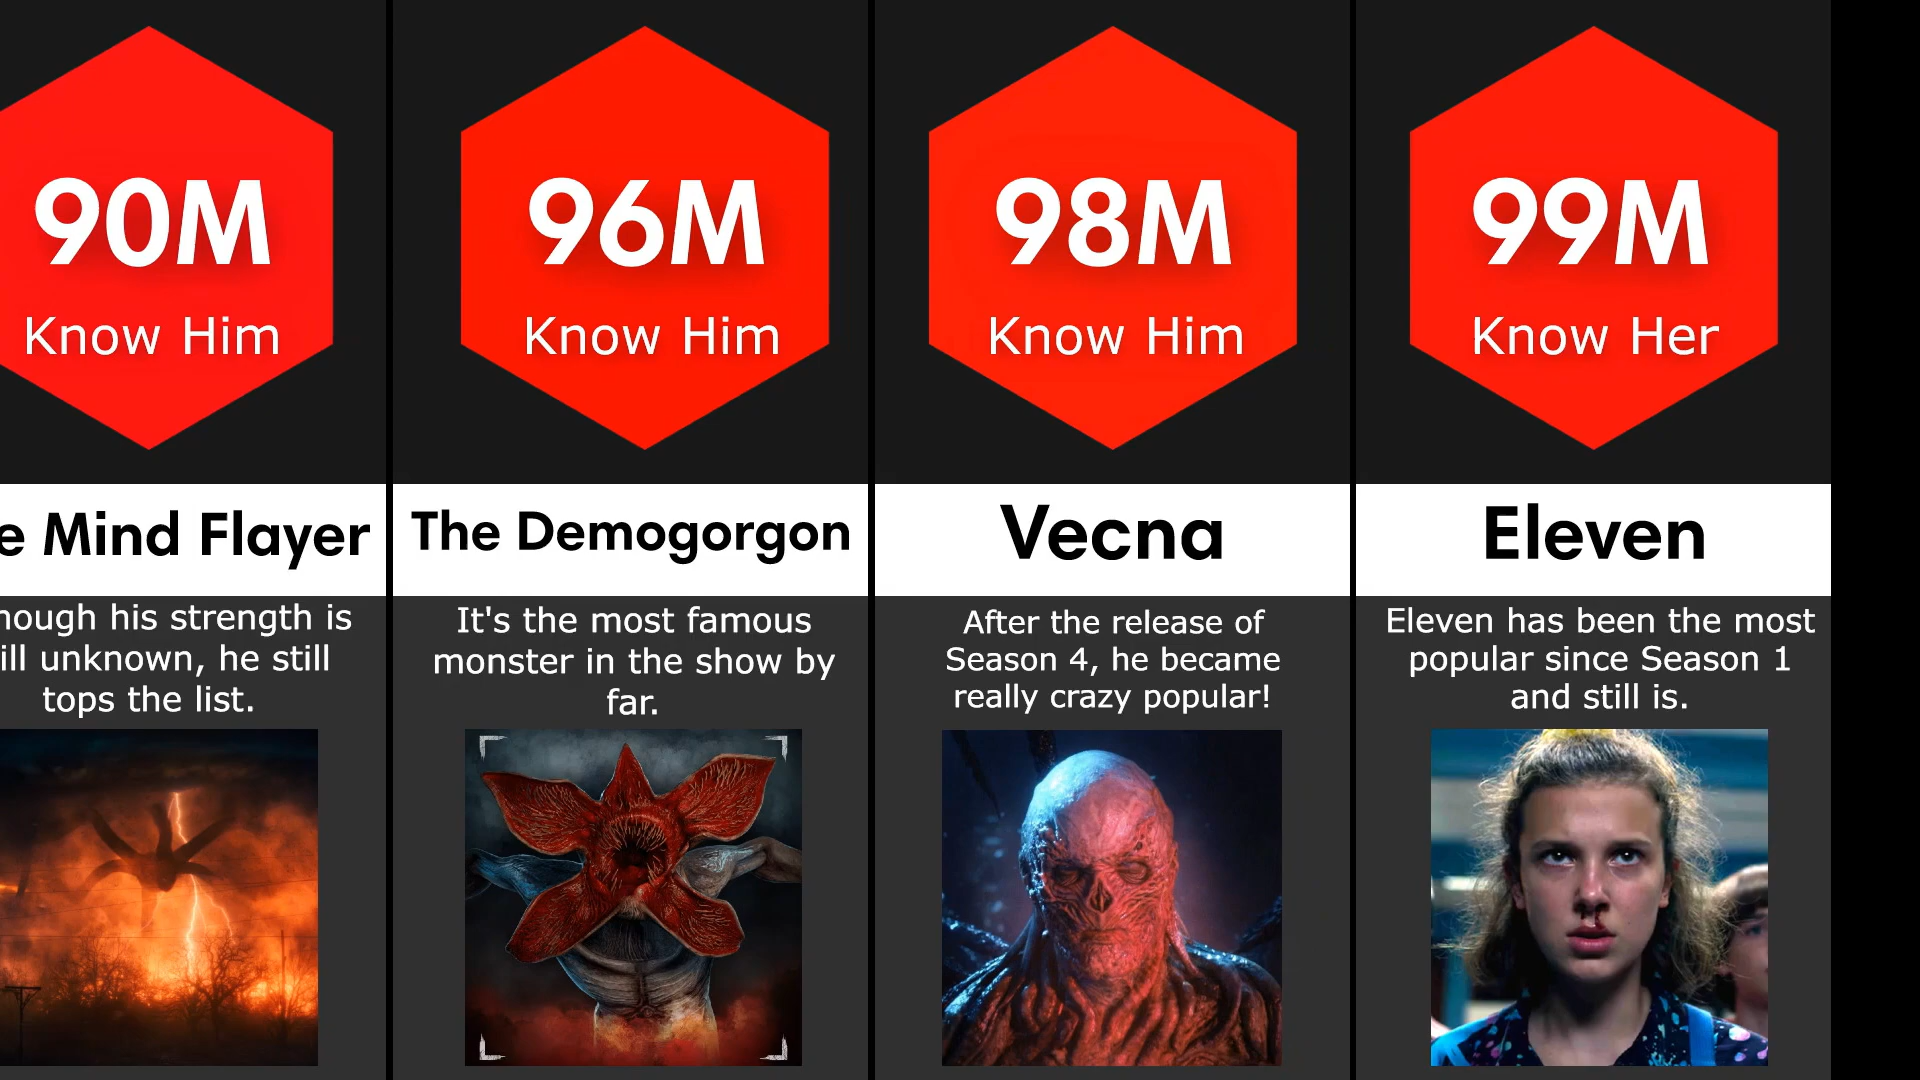 90M
Know Him
e Mind Flayer
hough his strength is
ill unknown, he still
tops the list.
96M
Know Him
The Demogorgon
It's the most famous
monster in the show by
far.
98M
Know Him
Vecna
After the release of
Season 4, he became
really crazy popular!
99M
Know Her
Eleven
Eleven has been the most
popular since Season 1
and still is.